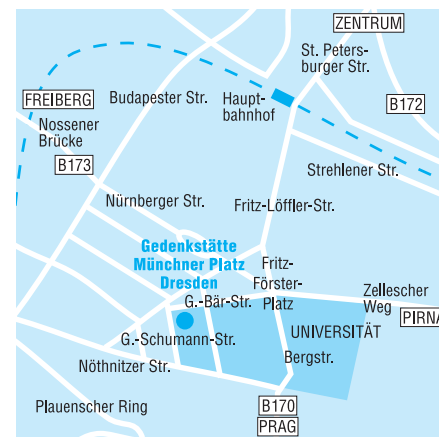 ZENTRUM
St. Peters-
burger Str.
FREIBERG
Budapester Str.
Haupt-
bahnhof
B172
Nossener
Brücke
B173
Strehlener Str.
Nürnberger Str.
Fritz-Löffler-Str.
Gedenkstätte
Münchner Platz
Dresden
Fritz-
Förster-
Platz
G.-Bär-Str.
Zellescher
Weg
PIRNA
G.-Schumann-Str.
UNIVERSITÄT
Nöthnitzer Str.
Bergstr.
Plauenscher Ring
B170
PRAG